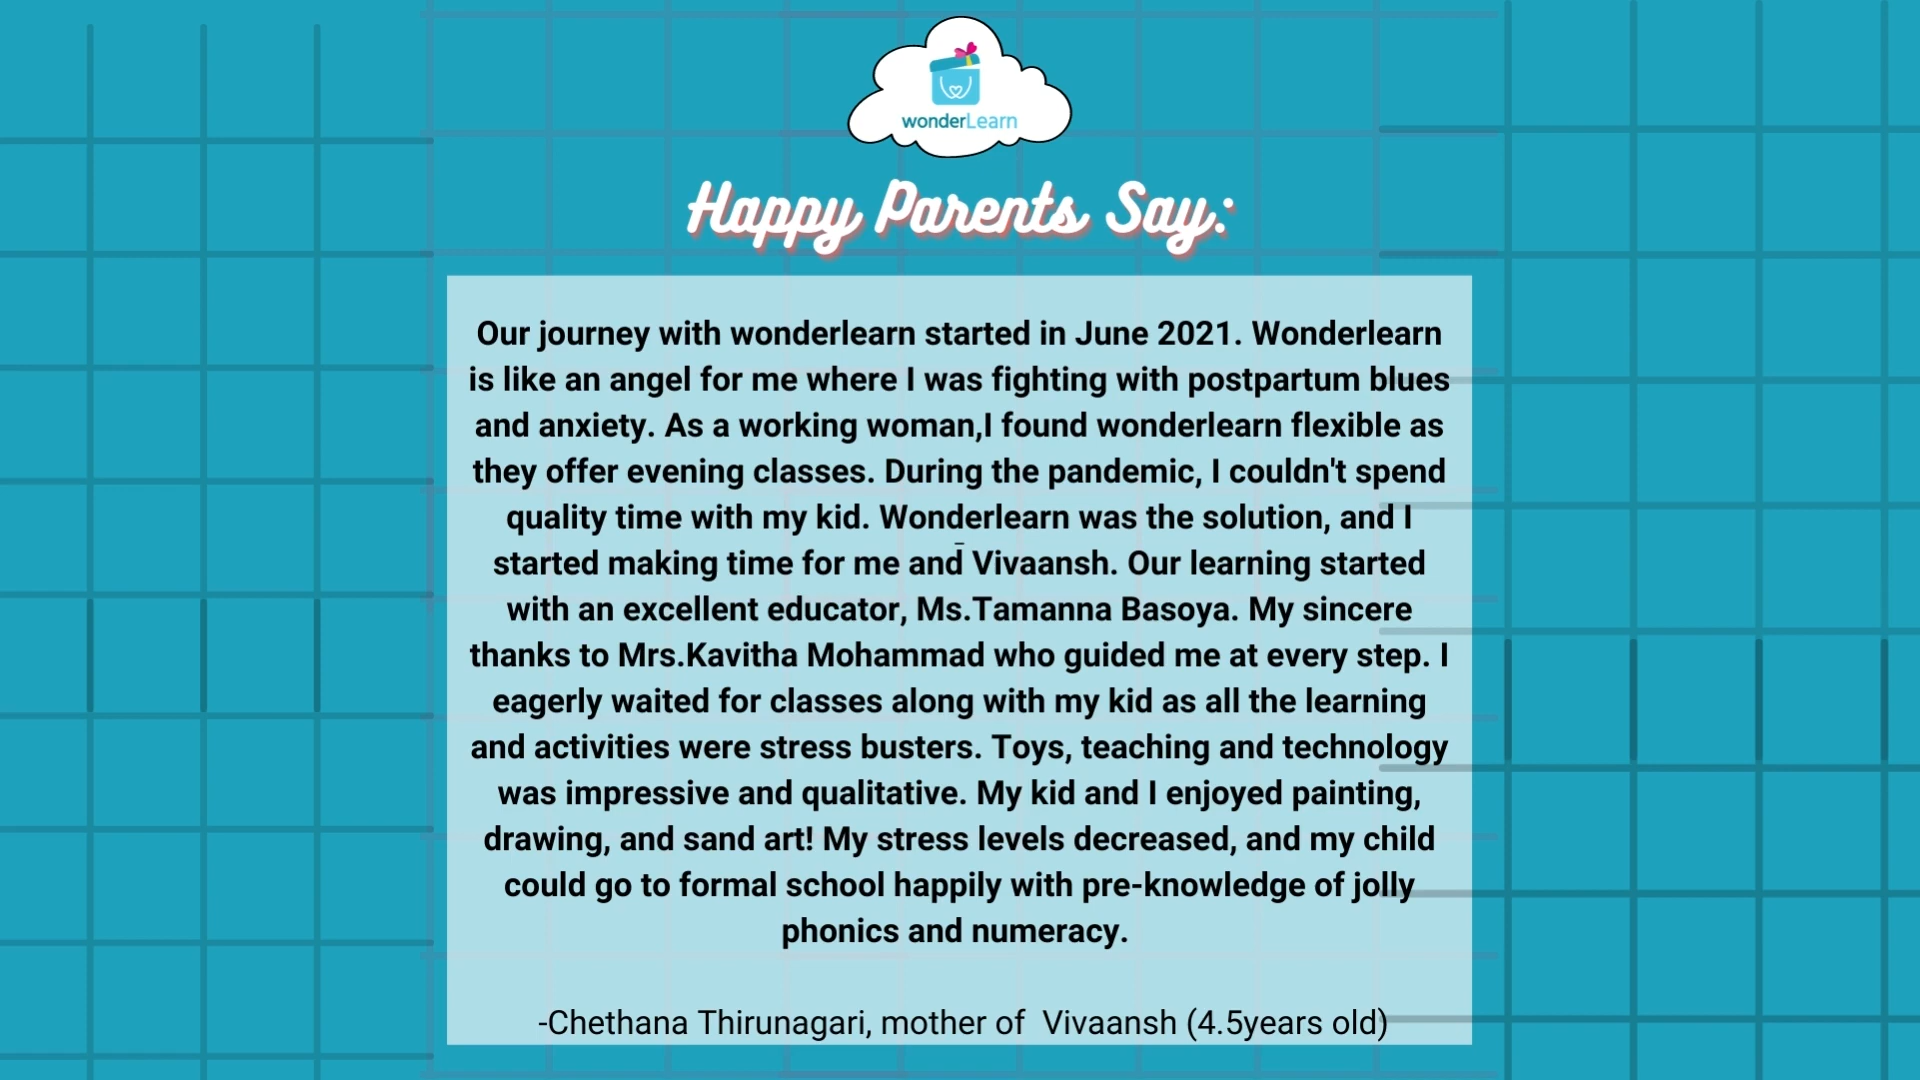 wonderLearn
Happy Parents Say:
Our journey with wonderlearn started in June 2021. Wonderlearn
is like an angel for me where I was fighting with postpartum blues
and anxiety. As a working woman,I found wonderlearn flexible as
they offer evening classes. During the pandemic, I couldn't spend
quality time with my kid. Wonderlearn was the solution, and I
started making time for me and Vivaansh. Our learning started
with an excellent educator, Ms.Tamanna Basoya. My sincere
thanks to Mrs.Kavitha Mohammad who guided me at every step. I
eagerly waited for classes along with my kid as all the learning
and activities were stress busters. Toys, teaching and technology
was impressive and qualitative. My kid and I enjoyed painting,
drawing, and sand art! My stress levels decreased, and my child
could go to formal school happily with pre-knowledge of jolly
phonics and numeracy.
-Chethana Thirunagari, mother of  Vivaansh (4.5years old)